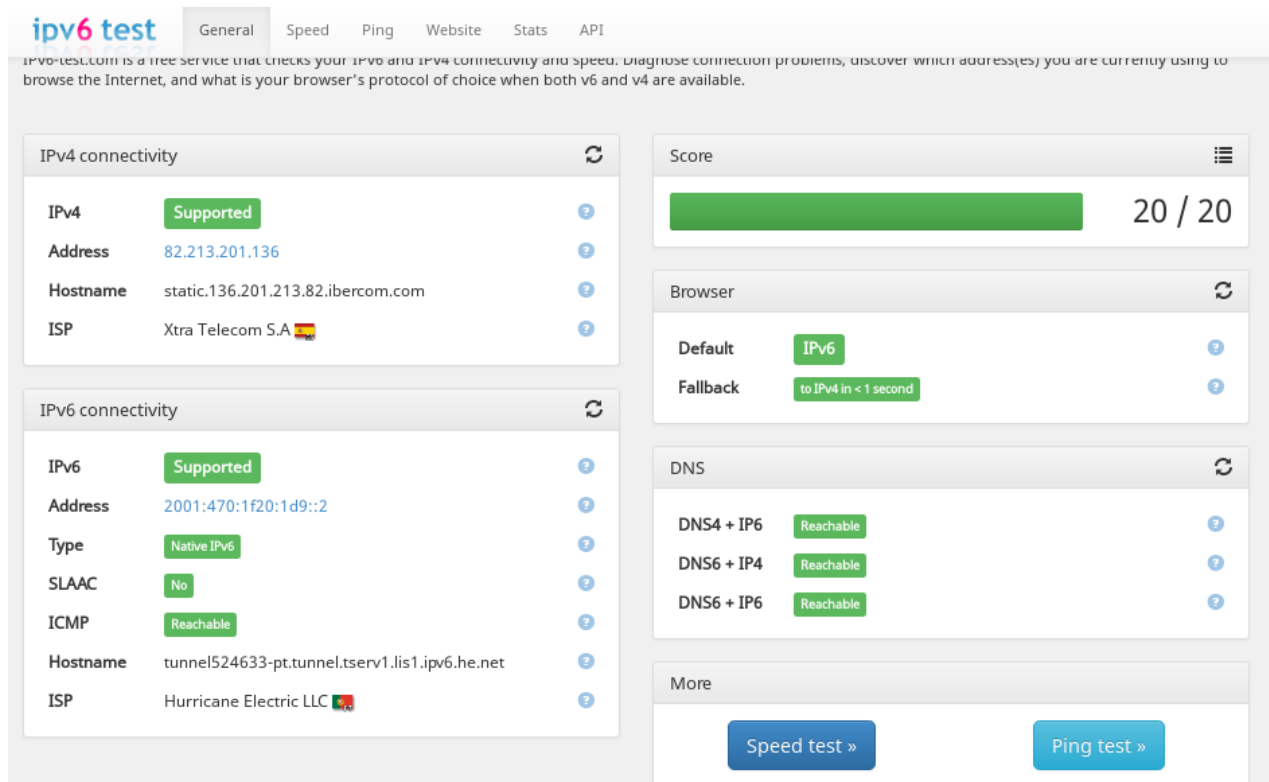 ipv6 test
General Speed Ping Website Stats API
IPv6-test.com is a free service that checks your IPv6 and IPv4 connectivity and speed. Diagnose connection problems, discover which address(es) you are currently using to
browse the Internet, and what is your browser's protocol of choice when both v6 and v4 are available.
IPv4 connectivity
IPv4 Supported
Address 82.213.201.136
Hostname static.136.201.213.82.ibercom.com
ISP Xtra Telecom S.A
IPv6 connectivity
IPv6 Supported
Address 2001:470:1f20:1d9::2
Type Native IPv6
SLAAC No
ICMP Reachable
Hostname tunnel524633-pt.tunnel.tserv1.lis1.ipv6.he.net
ISP Hurricane Electric LLC
Score
20 / 20
Browser
Default IPv6
Fallback to IPv4 in < 1 second
DNS
DNS4 + IP6 Reachable
DNS6 + IP4 Reachable
DNS6 + IP6 Reachable
More
Speed test »
Ping test »